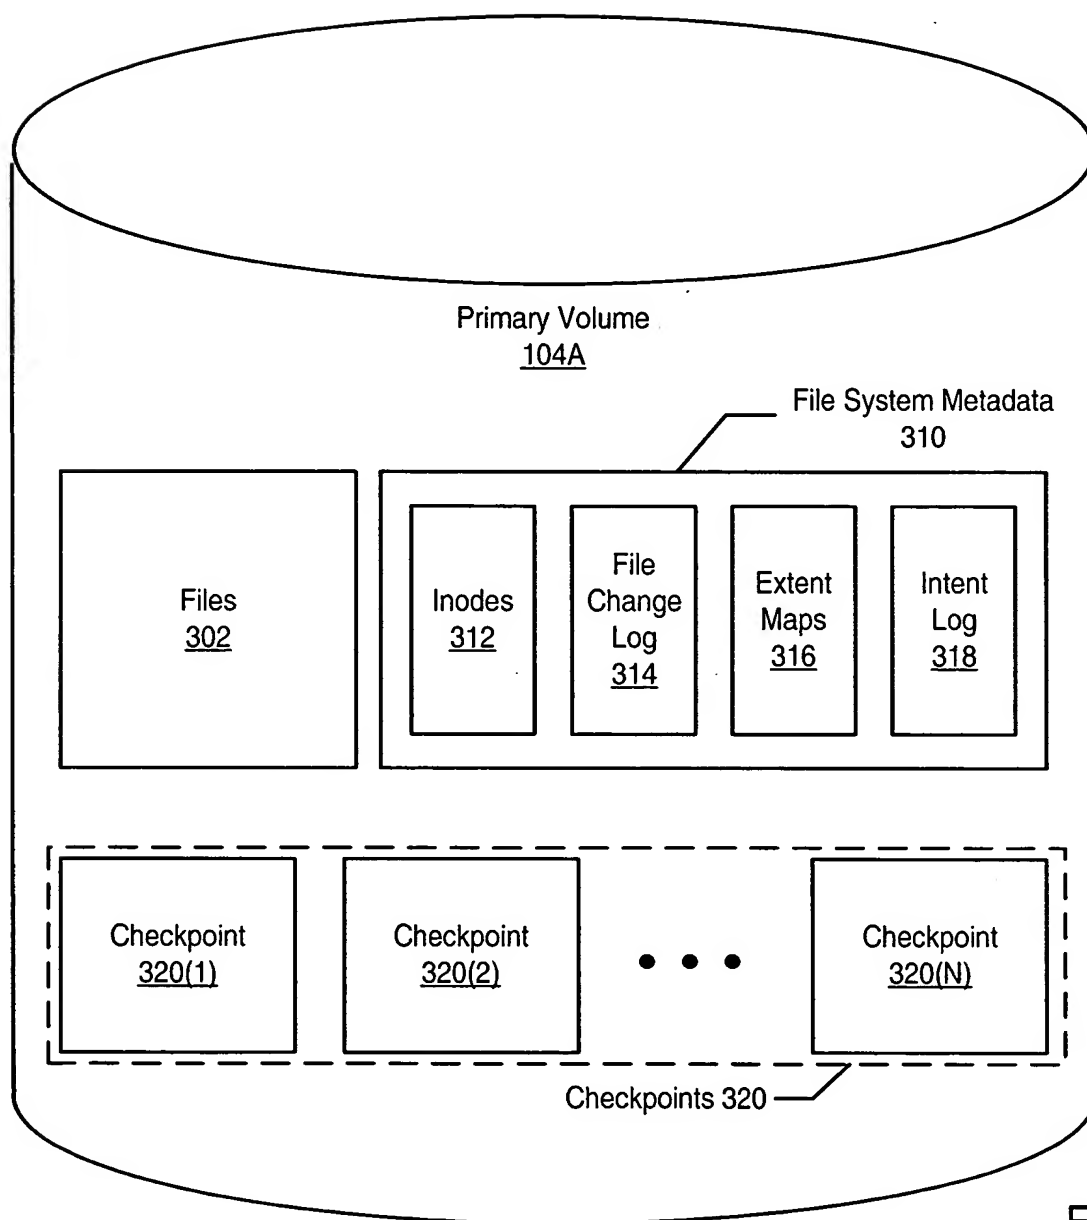 Primary Volume
104A
File System Metadata
310
Files
302
Inodes
312
File
Change
Log
314
Extent
Maps
316
Intent
Log
318
Checkpoint
320(1)
Checkpoint
320(2)
Checkpoint
320(N)
Checkpoints 320